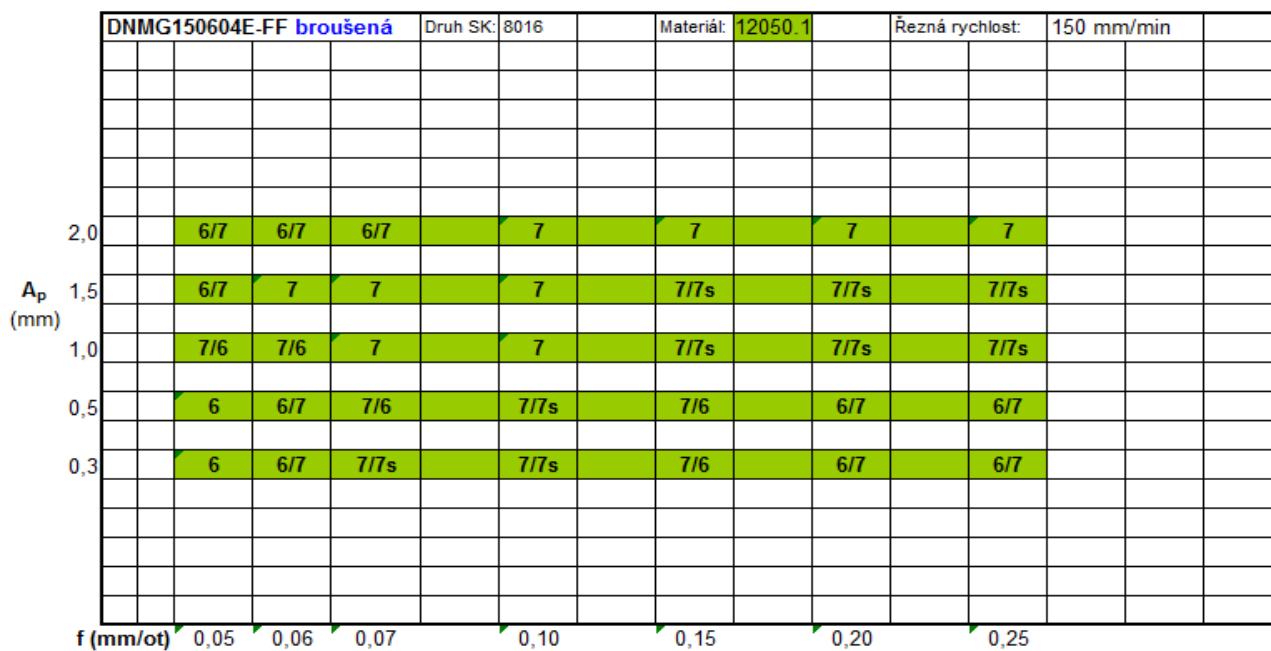 DNMG150604E-FF broušená Druh SK: 8016 Materiál: 12050.1 Řezná rychlost: 150 mm/min
2,0 6/7 6/7 6/7 7 7 7 7
Ap 1,5 6/7 7 7 7 7/7s 7/7s 7/7s
(mm)
1,0 7/6 7/6 7 7 7/7s 7/7s 7/7s
0,5 6 6/7 7/6 7/7s 7/6 6/7 6/7
0,3 6 6/7 7/7s 7/7s 7/6 6/7 6/7
f (mm/ot) 0,05 0,06 0,07 0,10 0,15 0,20 0,25